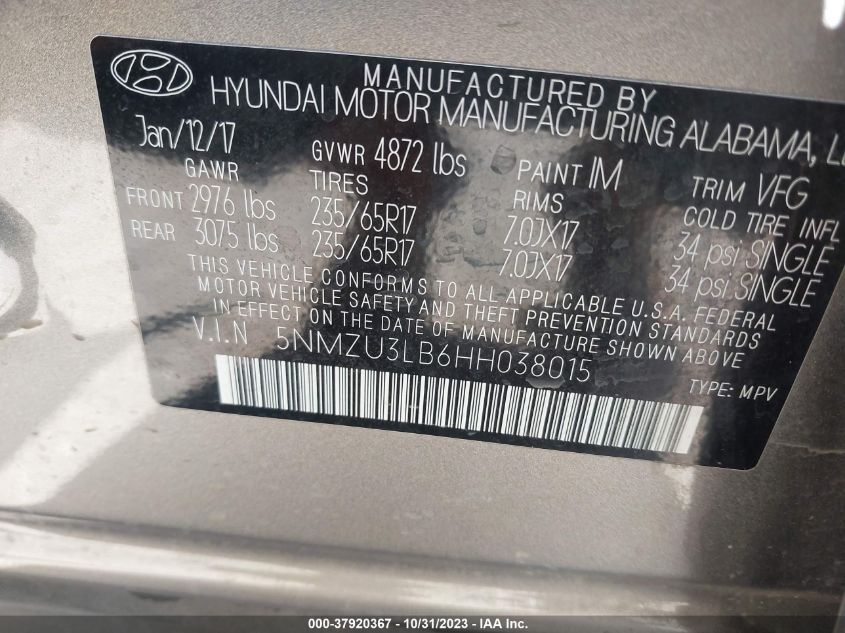 MANUFACTURED BY
HYUNDAI MOTOR MANUFACTURING ALABAMA,
Jan/12/17 GVWR 4872 lbs PAINT IM TRIM VFG
GAWR TIRES RIMS COLD TIRE INFL
FRONT 2976 lbs 235/65R17 7.0JX17 34 psi.SINGLE
REAR 3075 lbs 235/65R17 7.0JX17 34 psi.SINGLE
THIS VEHICLE CONFORMS TO ALL APPLICABLE U.S.A. FEDERAL
MOTOR VEHICLE SAFETY AND THEFT PREVENTION STANDARDS
IN EFFECT ON THE DATE OF MANUFACTURE SHOWN ABOVE.
V.I.N 5NMZU3LB6HH038015
TYPE: MPV
000-37920367 - 10/31/2023 - IAA Inc.